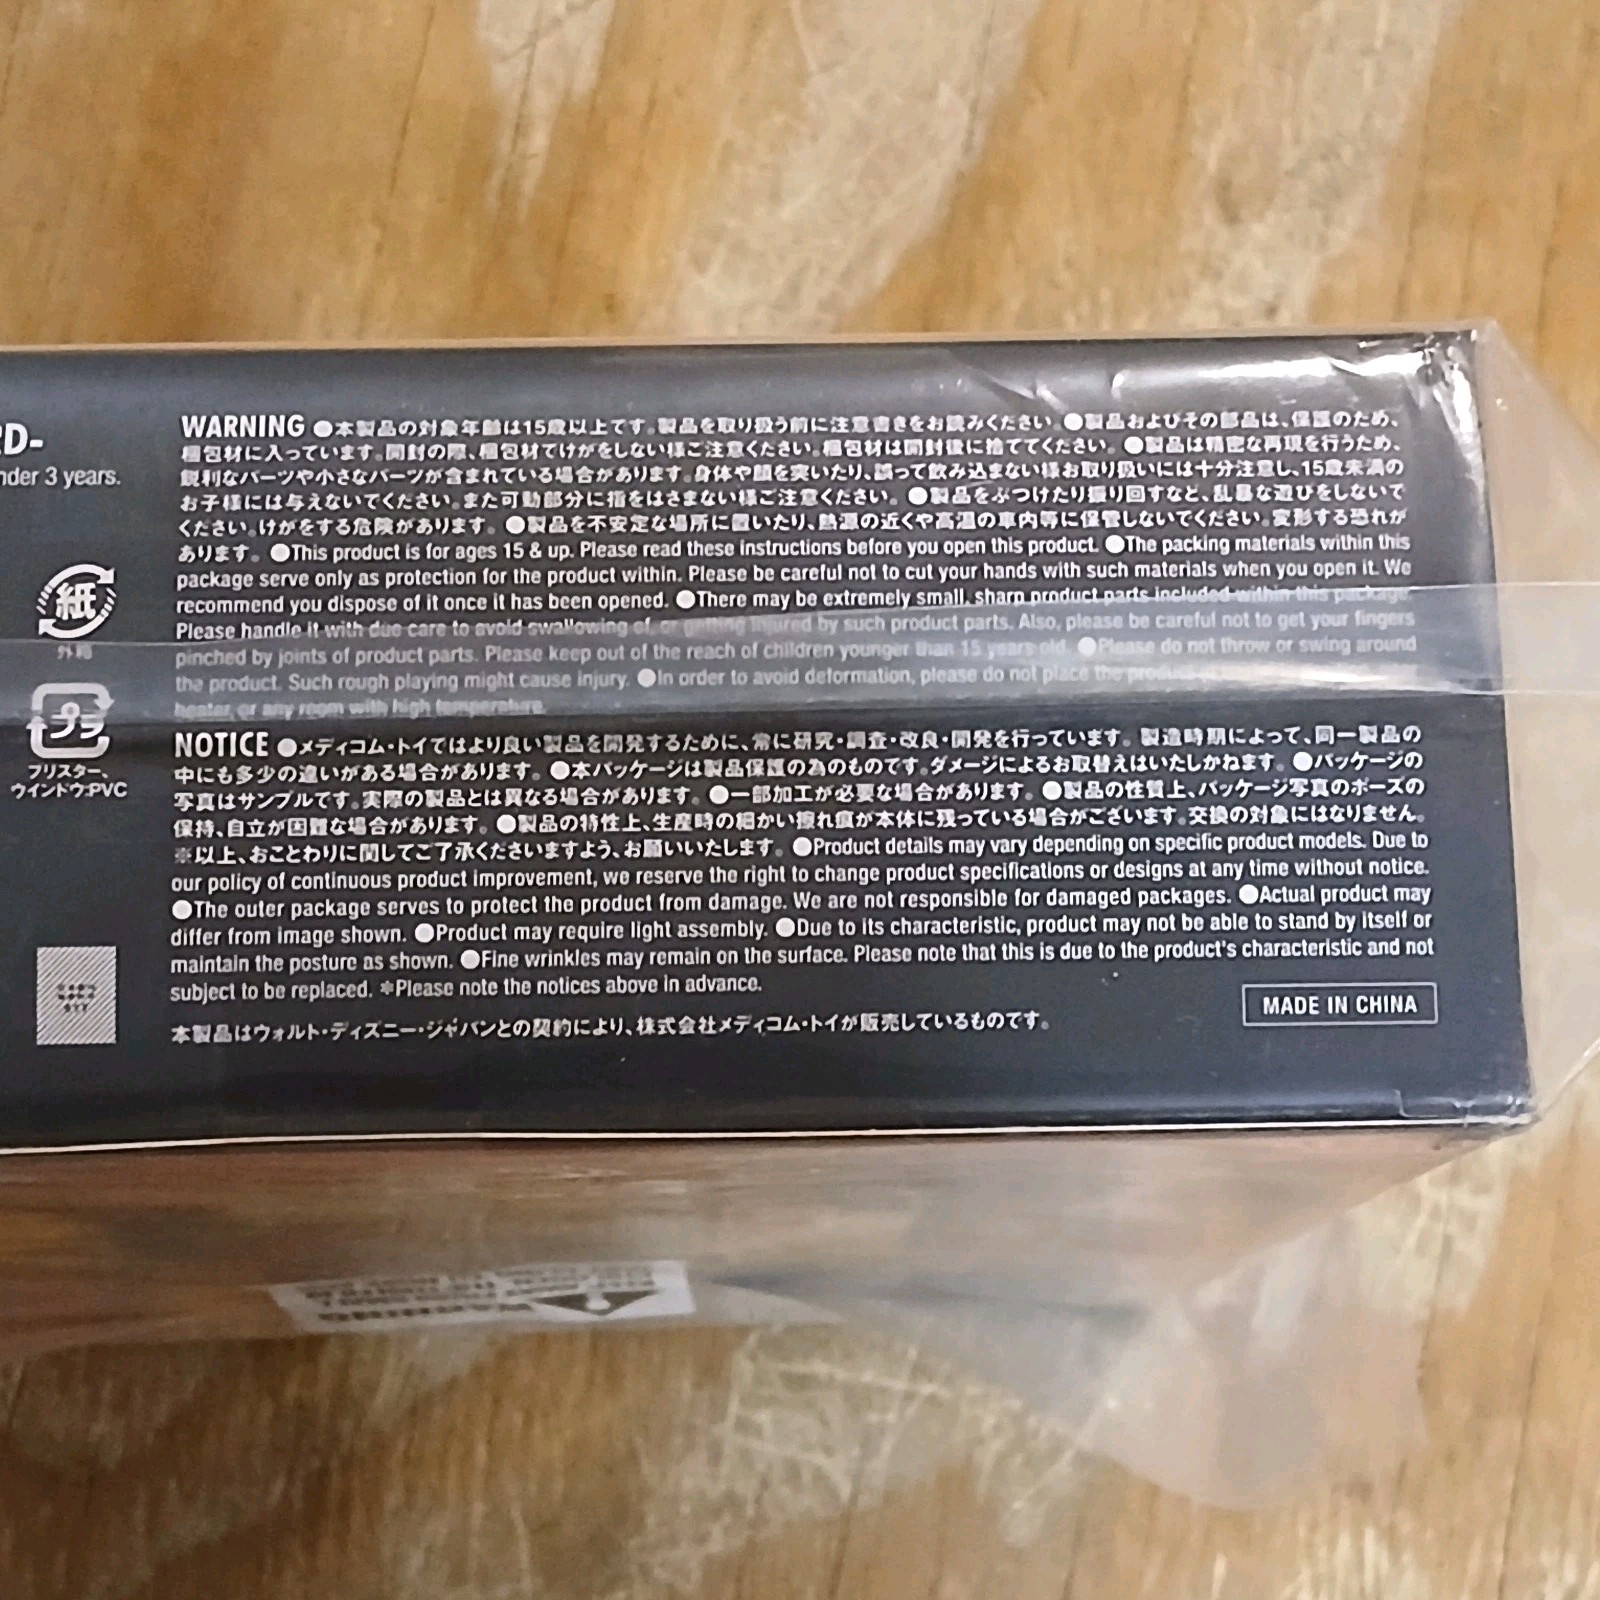 RD-
nder 3 years.
紙
外箱
プラ
ブリスター、
ウインドウ:PVC
WARNING ●本製品の対象年齢は15歳以上です。製品を取り扱う前に注意書きをお読みください。●製品およびその部品は、保護のため、
梱包材に入っています。開封の際、梱包材でけがをしない様ご注意ください。梱包材は開封後に捨ててください。●製品は精密な再現を行うため、
鋭利なパーツや小さなパーツが含まれている場合があります。身体や顔を突いたり、誤って飲み込まない様お取り扱いには十分注意し、15歳未満の
お子様には与えないでください。また可動部分に指をはさまない様ご注意ください。●製品をぶつけたり振り回すなど、乱暴な遊びをしないで
ください。けがをする危険があります。●製品を不安定な場所に置いたり、熱源の近くや高温の車内等に保管しないでください。変形する恐れが
あります。●This product is for ages 15 & up. Please read these instructions before you open this product. ●The packing materials within this
package serve only as protection for the product within. Please be careful not to cut your hands with such materials when you open it. We
recommend you dispose of it once it has been opened. ●There may be extremely small, sharp product parts included within this package.
Please handle it with due care to avoid swallowing of, or getting injured by such product parts. Also, please be careful not to get your fingers
pinched by joints of product parts. Please keep out of the reach of children younger than 15 years old. ●Please do not throw or swing around
the product. Such rough playing might cause injury. ●In order to avoid deformation, please do not place the product
heater, or any room with high temperature.
NOTICE ●メディコム・トイではより良い製品を開発するために、常に研究・調査・改良・開発を行っています。製造時期によって、同一製品の
中にも多少の違いがある場合があります。●本パッケージは製品保護の為のものです。ダメージによるお取替えはいたしかねます。●パッケージの
写真はサンプルです。実際の製品とは異なる場合があります。●一部加工が必要な場合があります。●製品の性質上、パッケージ写真のポーズの
保持、自立が困難な場合があります。●製品の特性上、生産時の細かい擦れ痕が本体に残っている場合がございます。交換の対象にはなりません。
※以上、おことわりに関してご了承くださいますよう、お願いいたします。●Product details may vary depending on specific product models. Due to
our policy of continuous product improvement, we reserve the right to change product specifications or designs at any time without notice.
●The outer package serves to protect the product from damage. We are not responsible for damaged packages. ●Actual product may
differ from image shown. ●Product may require light assembly. ●Due to its characteristic, product may not be able to stand by itself or
maintain the posture as shown. ●Fine wrinkles may remain on the surface. Please note that this is due to the product's characteristic and not
subject to be replaced. ※Please note the notices above in advance.
本製品はウォルト・ディズニー・ジャパンとの契約により、株式会社メディコム・トイが販売しているものです。
MADE IN CHINA